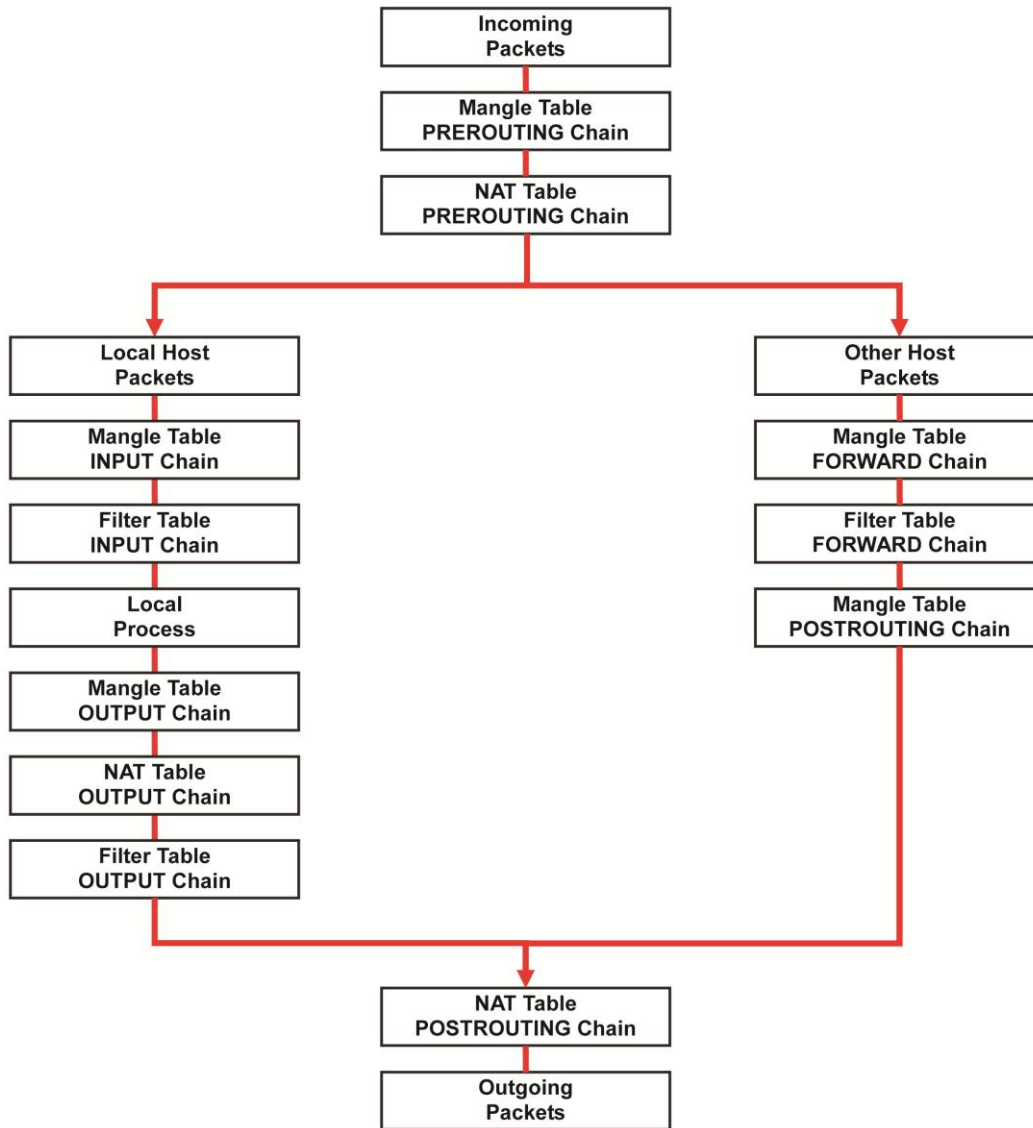 Incoming
Packets
Mangle Table
PREROUTING Chain
NAT Table
PREROUTING Chain
Local Host
Packets
Mangle Table
INPUT Chain
Filter Table
INPUT Chain
Local
Process
Mangle Table
OUTPUT Chain
NAT Table
OUTPUT Chain
Filter Table
OUTPUT Chain
Other Host
Packets
Mangle Table
FORWARD Chain
Filter Table
FORWARD Chain
Mangle Table
POSTROUTING Chain
NAT Table
POSTROUTING Chain
Outgoing
Packets